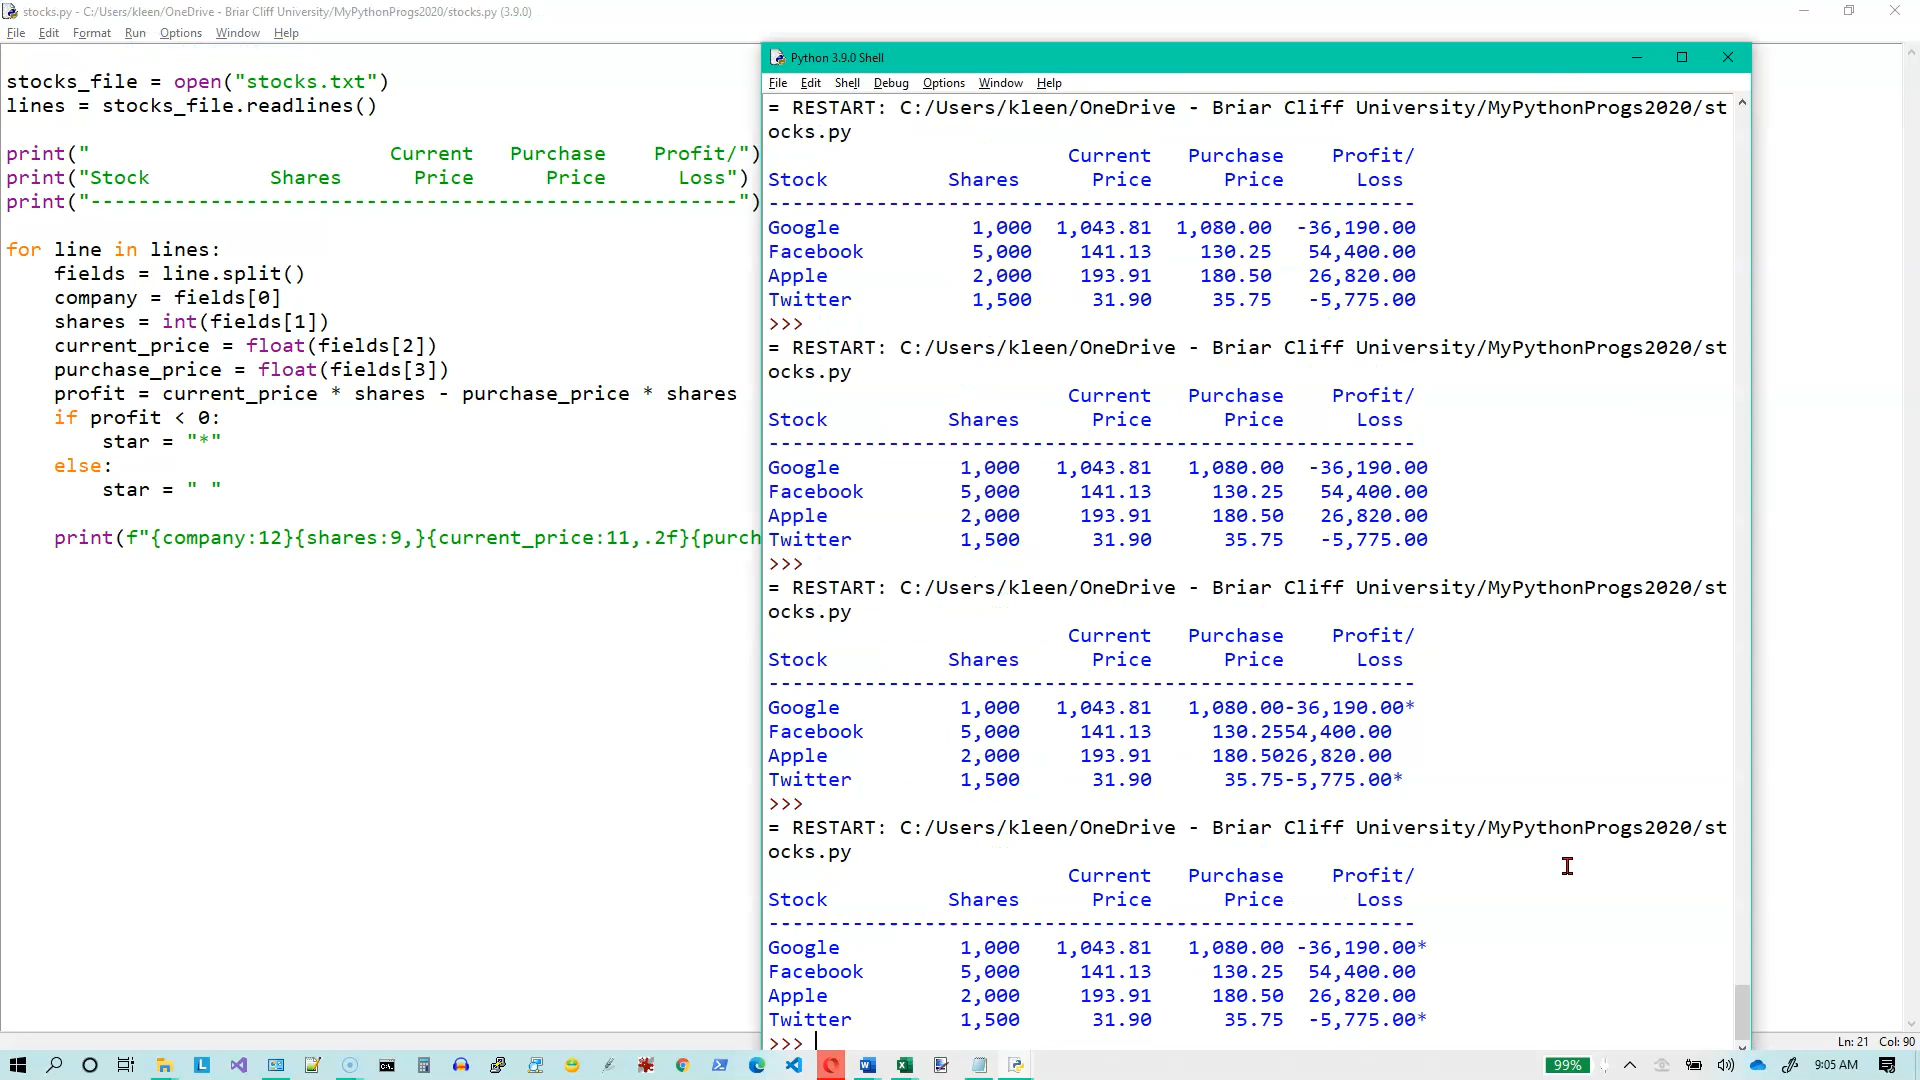 stocks.py - C:/Users/kleen/OneDrive - Briar Cliff University/MyPythonProgs2020/stocks.py (3.9.0)
File Edit Format Run Options Window Help
stocks_file = open("stocks.txt")
lines = stocks_file.readlines()
print("                         Current   Purchase    Profit/")
print("Stock          Shares      Price      Price      Loss")
print("------------------------------------------------------")
for line in lines:
    fields = line.split()
    company = fields[0]
    shares = int(fields[1])
    current_price = float(fields[2])
    purchase_price = float(fields[3])
    profit = current_price * shares - purchase_price * shares
    if profit < 0:
        star = "*"
    else:
        star = " "
    print(f"{company:12}{shares:9,}{current_price:11,.2f}{purch
Python 3.9.0 Shell
File Edit Shell Debug Options Window Help
= RESTART: C:/Users/kleen/OneDrive - Briar Cliff University/MyPythonProgs2020/st
ocks.py
                         Current   Purchase    Profit/
Stock          Shares      Price      Price      Loss
------------------------------------------------------
Google           1,000  1,043.81  1,080.00  -36,190.00
Facebook         5,000    141.13    130.25   54,400.00
Apple            2,000    193.91    180.50   26,820.00
Twitter          1,500     31.90     35.75   -5,775.00
>>>
= RESTART: C:/Users/kleen/OneDrive - Briar Cliff University/MyPythonProgs2020/st
ocks.py
                         Current   Purchase    Profit/
Stock          Shares      Price      Price      Loss
------------------------------------------------------
Google          1,000   1,043.81   1,080.00  -36,190.00
Facebook        5,000     141.13     130.25   54,400.00
Apple           2,000     193.91     180.50   26,820.00
Twitter         1,500      31.90      35.75   -5,775.00
>>>
= RESTART: C:/Users/kleen/OneDrive - Briar Cliff University/MyPythonProgs2020/st
ocks.py
                         Current   Purchase    Profit/
Stock          Shares      Price      Price      Loss
------------------------------------------------------
Google          1,000   1,043.81   1,080.00-36,190.00*
Facebook        5,000     141.13     130.2554,400.00
Apple           2,000     193.91     180.5026,820.00
Twitter         1,500      31.90      35.75-5,775.00*
>>>
= RESTART: C:/Users/kleen/OneDrive - Briar Cliff University/MyPythonProgs2020/st
ocks.py
                         Current   Purchase    Profit/
Stock          Shares      Price      Price      Loss
------------------------------------------------------
Google          1,000   1,043.81   1,080.00 -36,190.00*
Facebook        5,000     141.13     130.25  54,400.00
Apple           2,000     193.91     180.50  26,820.00
Twitter         1,500      31.90      35.75  -5,775.00*
>>>
Ln: 21 Col: 90
99%
9:05 AM